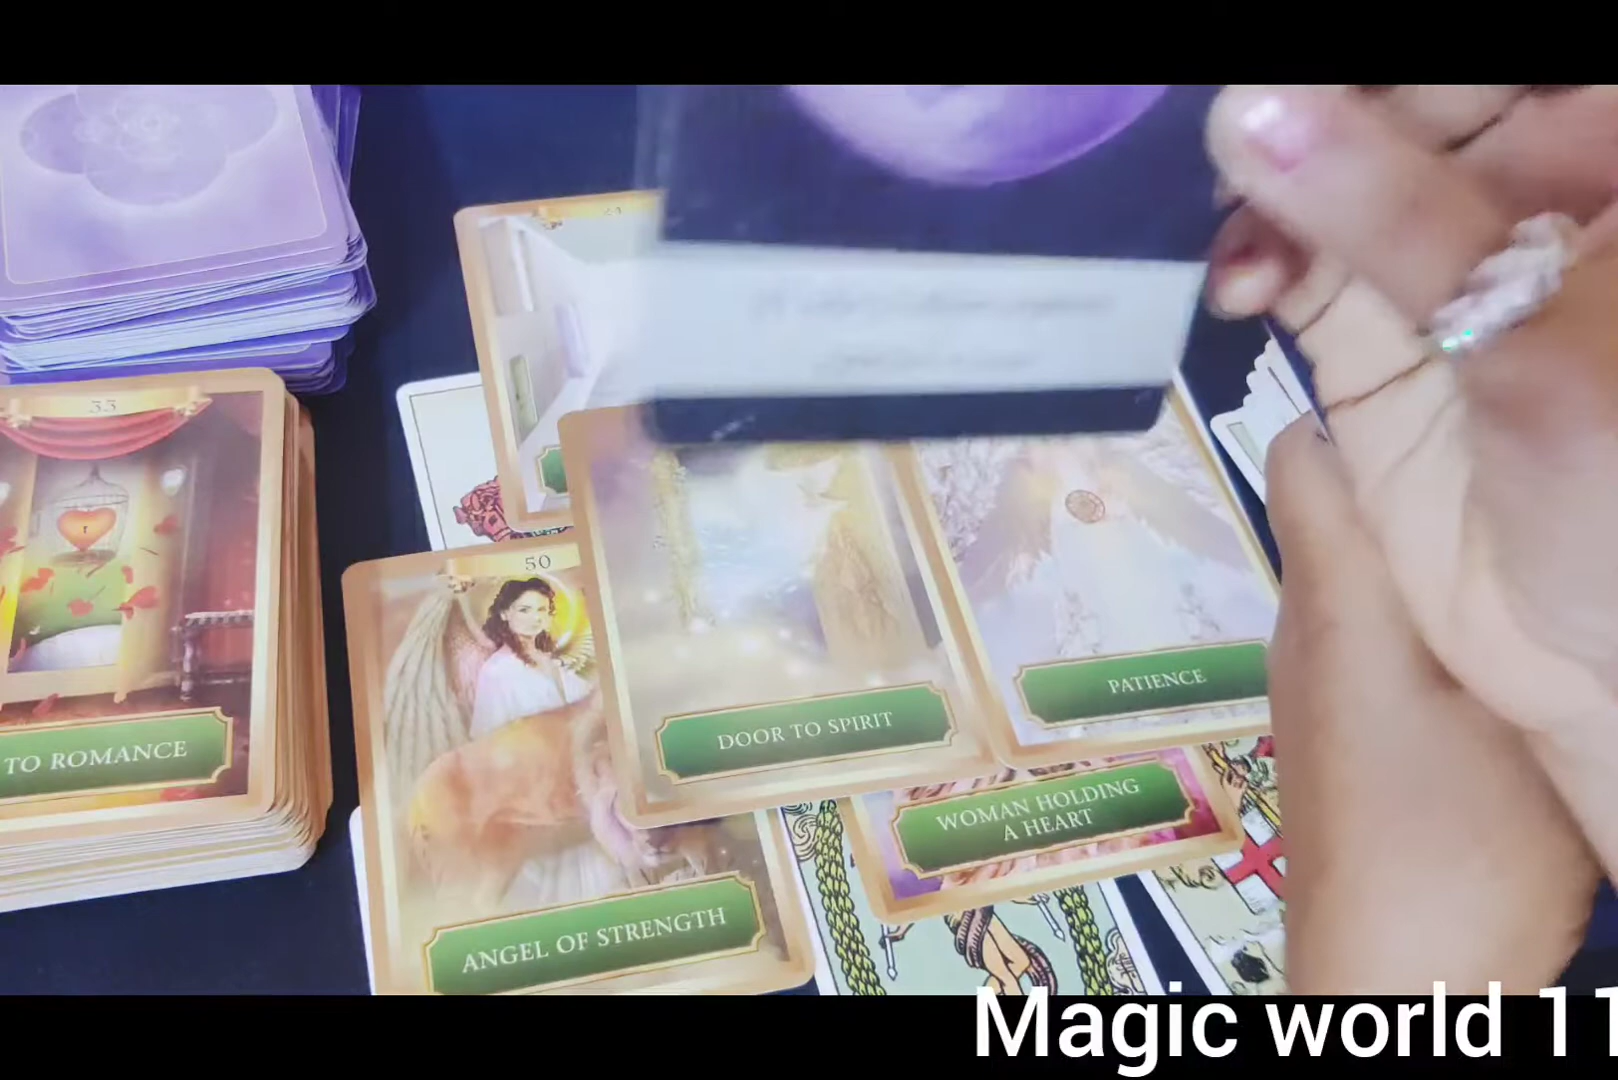 33
TO ROMANCE
50
ANGEL OF STRENGTH
DOOR TO SPIRIT
PATIENCE
WOMAN HOLDING
A HEART
Magic world 11